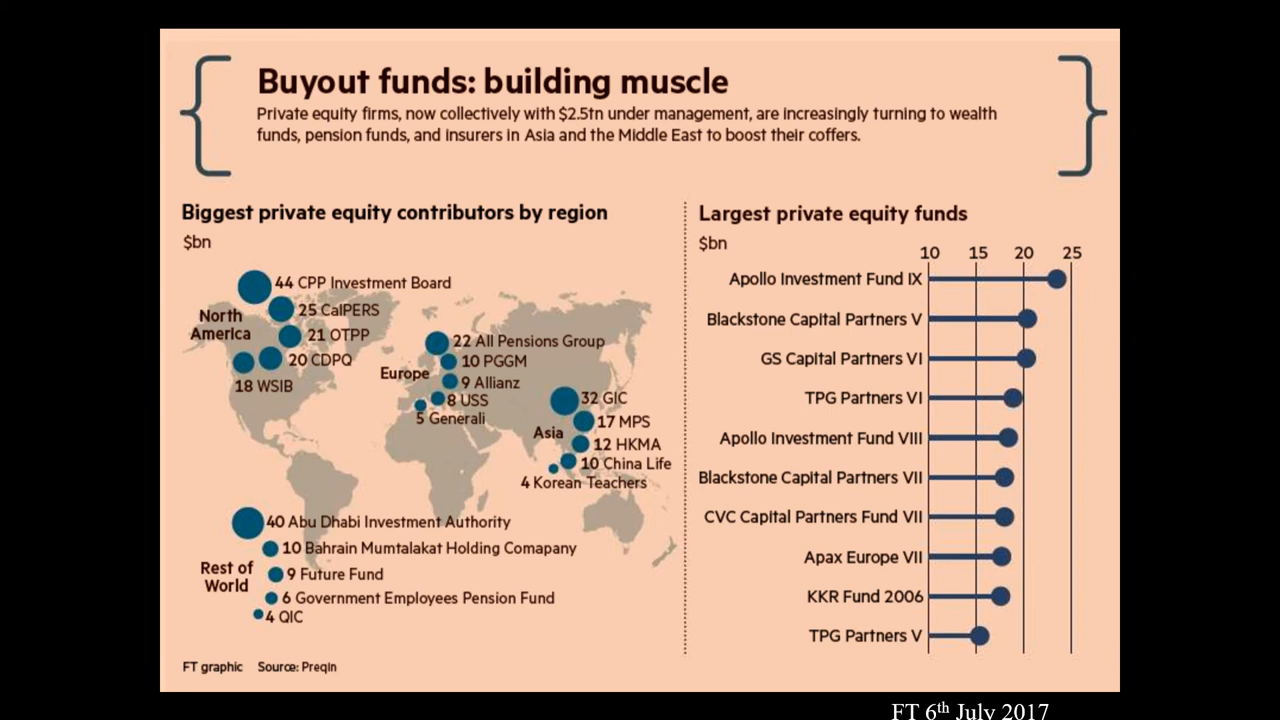 Buyout funds: building muscle
Private equity firms, now collectively with $2.5tn under management, are increasingly turning to wealth
funds, pension funds, and insurers in Asia and the Middle East to boost their coffers.
Biggest private equity contributors by region
$bn
North
America
44 CPP Investment Board
25 CalPERS
21 OTPP
20 CDPQ
18 WSIB
Europe
22 All Pensions Group
10 PGGM
9 Allianz
8 USS
5 Generali
Asia
32 GIC
17 MPS
12 HKMA
10 China Life
4 Korean Teachers
Rest of
World
40 Abu Dhabi Investment Authority
10 Bahrain Mumtalakat Holding Comapany
9 Future Fund
6 Government Employees Pension Fund
4 QIC
FT graphic Source: Preqin
Largest private equity funds
$bn
10 15 20 25
Apollo Investment Fund IX
Blackstone Capital Partners V
GS Capital Partners VI
TPG Partners VI
Apollo Investment Fund VIII
Blackstone Capital Partners VII
CVC Capital Partners Fund VII
Apax Europe VII
KKR Fund 2006
TPG Partners V
FT 6th July 2017